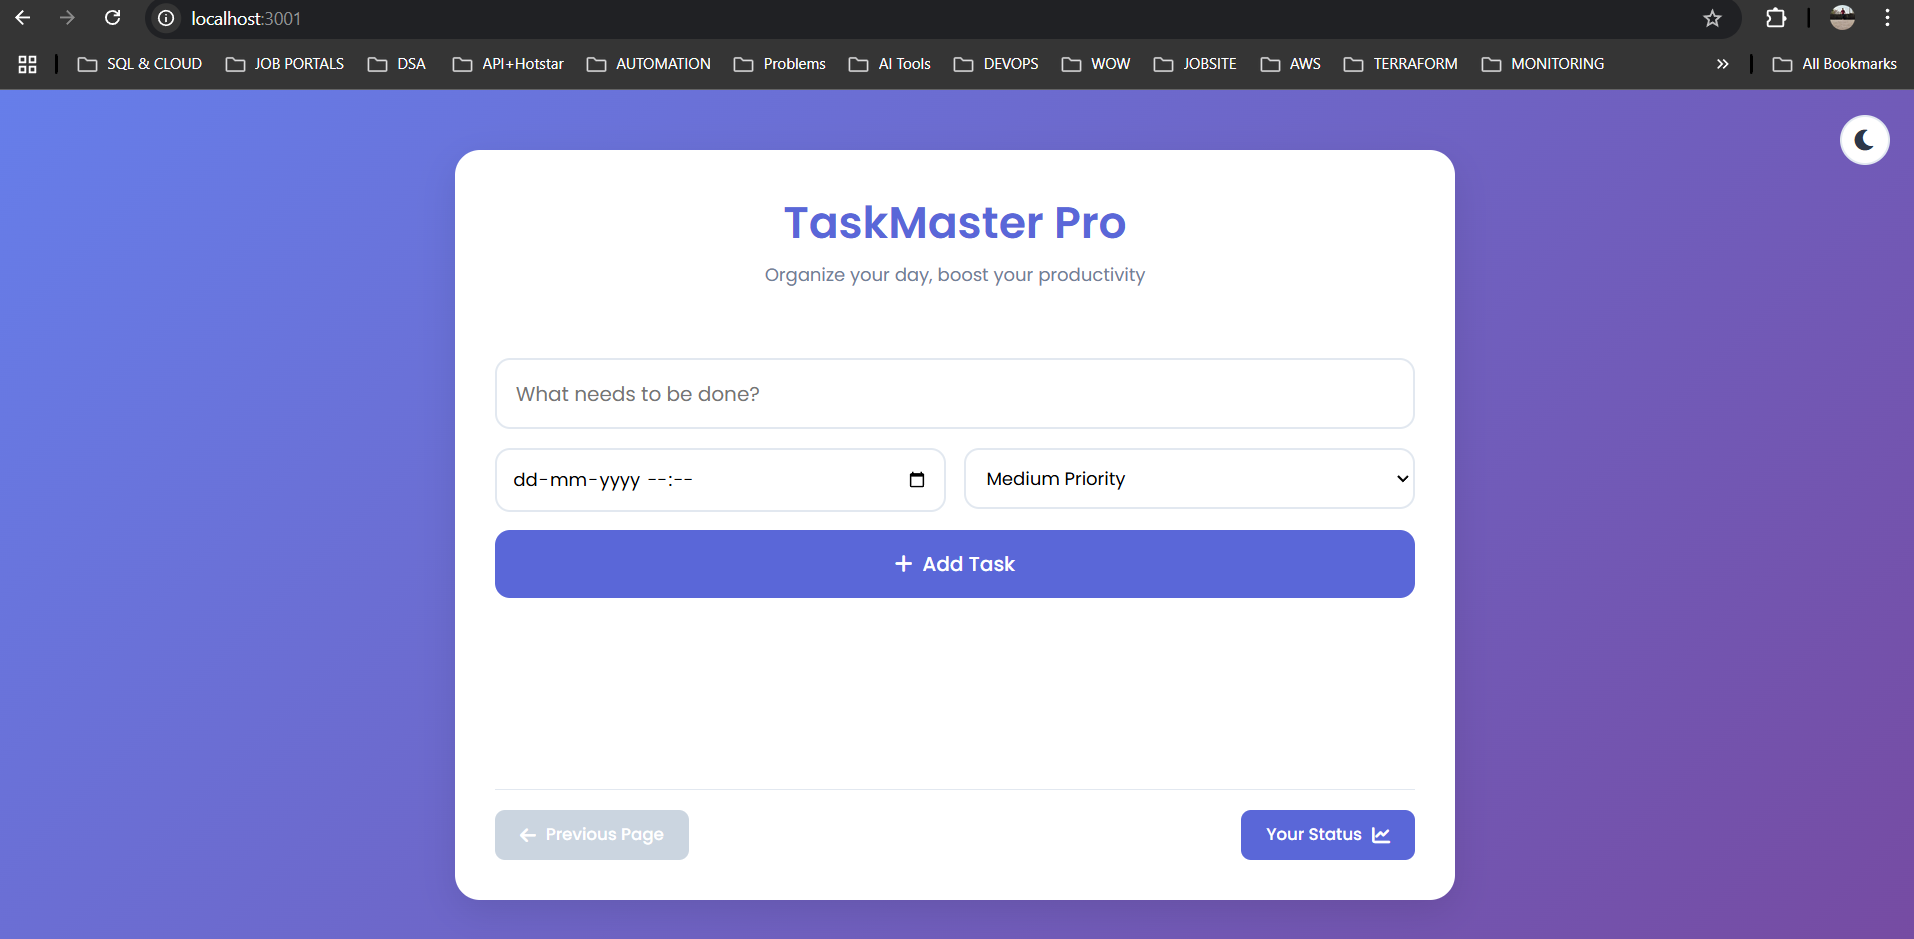 localhost:3001
SQL & CLOUD JOB PORTALS DSA API+Hotstar AUTOMATION Problems AI Tools DEVOPS WOW JOBSITE AWS TERRAFORM MONITORING All Bookmarks
TaskMaster Pro
Organize your day, boost your productivity
What needs to be done?
dd-mm-yyyy --:-- Medium Priority
+ Add Task
Previous Page Your Status